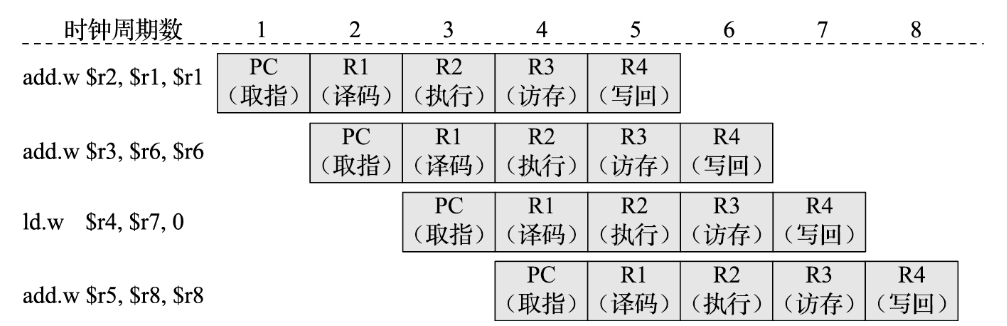 时钟周期数 1 2 3 4 5 6 7 8
add.w $r2, $r1, $r1 PC R1 R2 R3 R4
（取指） （译码） （执行） （访存） （写回）
add.w $r3, $r6, $r6 PC R1 R2 R3 R4
（取指） （译码） （执行） （访存） （写回）
ld.w $r4, $r7, 0 PC R1 R2 R3 R4
（取指） （译码） （执行） （访存） （写回）
add.w $r5, $r8, $r8 PC R1 R2 R3 R4
（取指） （译码） （执行） （访存） （写回）